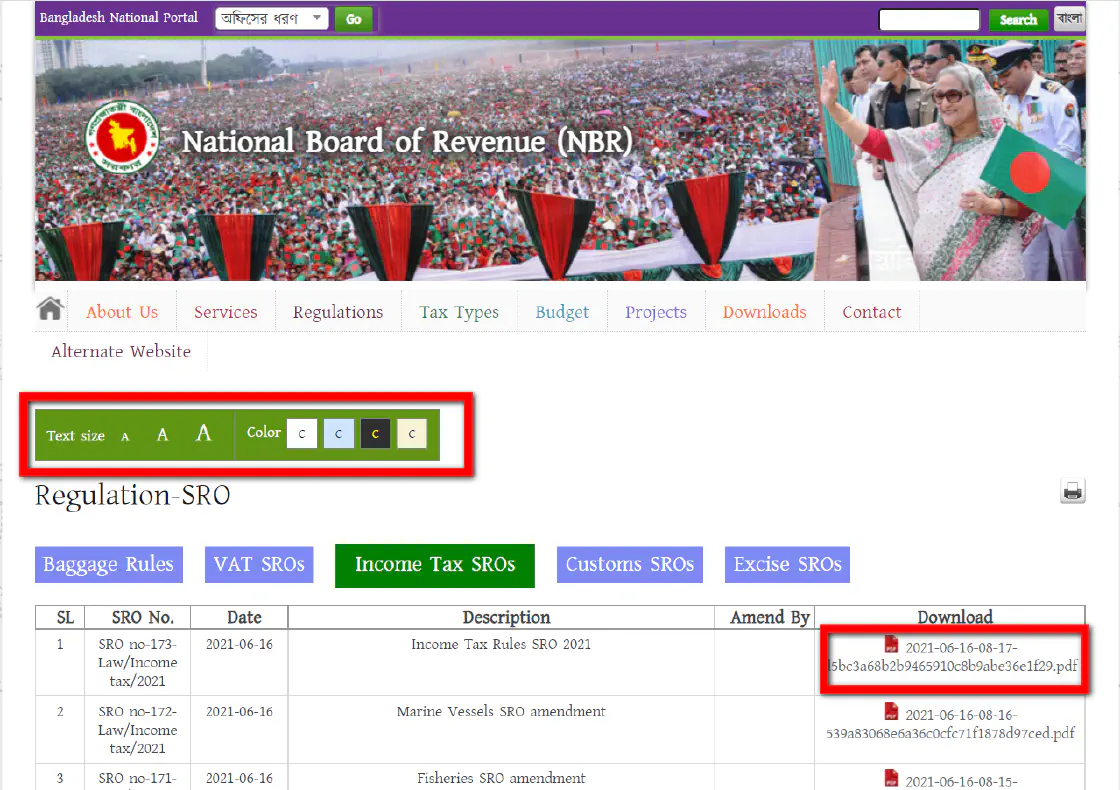 Bangladesh National Portal
অফিসের ধরণ
Go
Search
বাংলা
National Board of Revenue (NBR)
About Us
Services
Regulations
Tax Types
Budget
Projects
Downloads
Contact
Alternate Website
Text size A A A
Color C C C C
Regulation-SRO
Baggage Rules
VAT SROs
Income Tax SROs
Customs SROs
Excise SROs
SL SRO No. Date Description Amend By Download
1 SRO no-173- 2021-06-16 Income Tax Rules SRO 2021 2021-06-16-08-17-
Law/Income 5bc3a68b2b9465910c8b9abe36e1f29.pdf
tax/2021
2 SRO no-172- 2021-06-16 Marine Vessels SRO amendment 2021-06-16-08-16-
Law/Income 539a83068e6a36c0cfc71f1878d97ced.pdf
tax/2021
3 SRO no-171- 2021-06-16 Fisheries SRO amendment 2021-06-16-08-15-